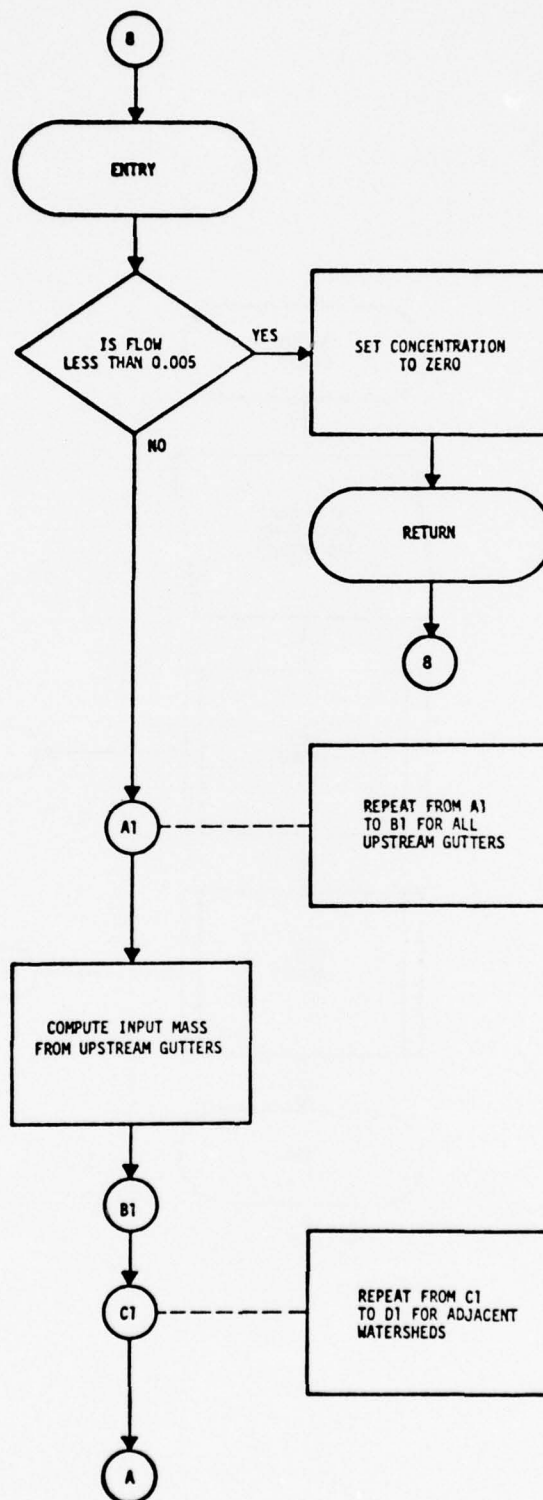 8
ENTRY
IS FLOW
LESS THAN 0.005
YES
NO
SET CONCENTRATION
TO ZERO
RETURN
8
A1
REPEAT FROM A1
TO B1 FOR ALL
UPSTREAM GUTTERS
COMPUTE INPUT MASS
FROM UPSTREAM GUTTERS
B1
C1
REPEAT FROM C1
TO D1 FOR ADJACENT
WATERSHEDS
A